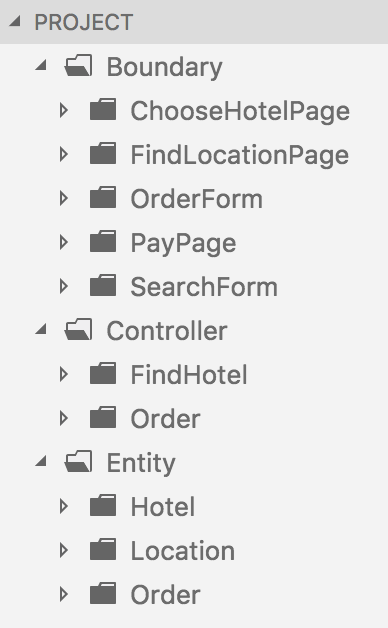 PROJECT
Boundary
ChooseHotelPage
FindLocationPage
OrderForm
PayPage
SearchForm
Controller
FindHotel
Order
Entity
Hotel
Location
Order